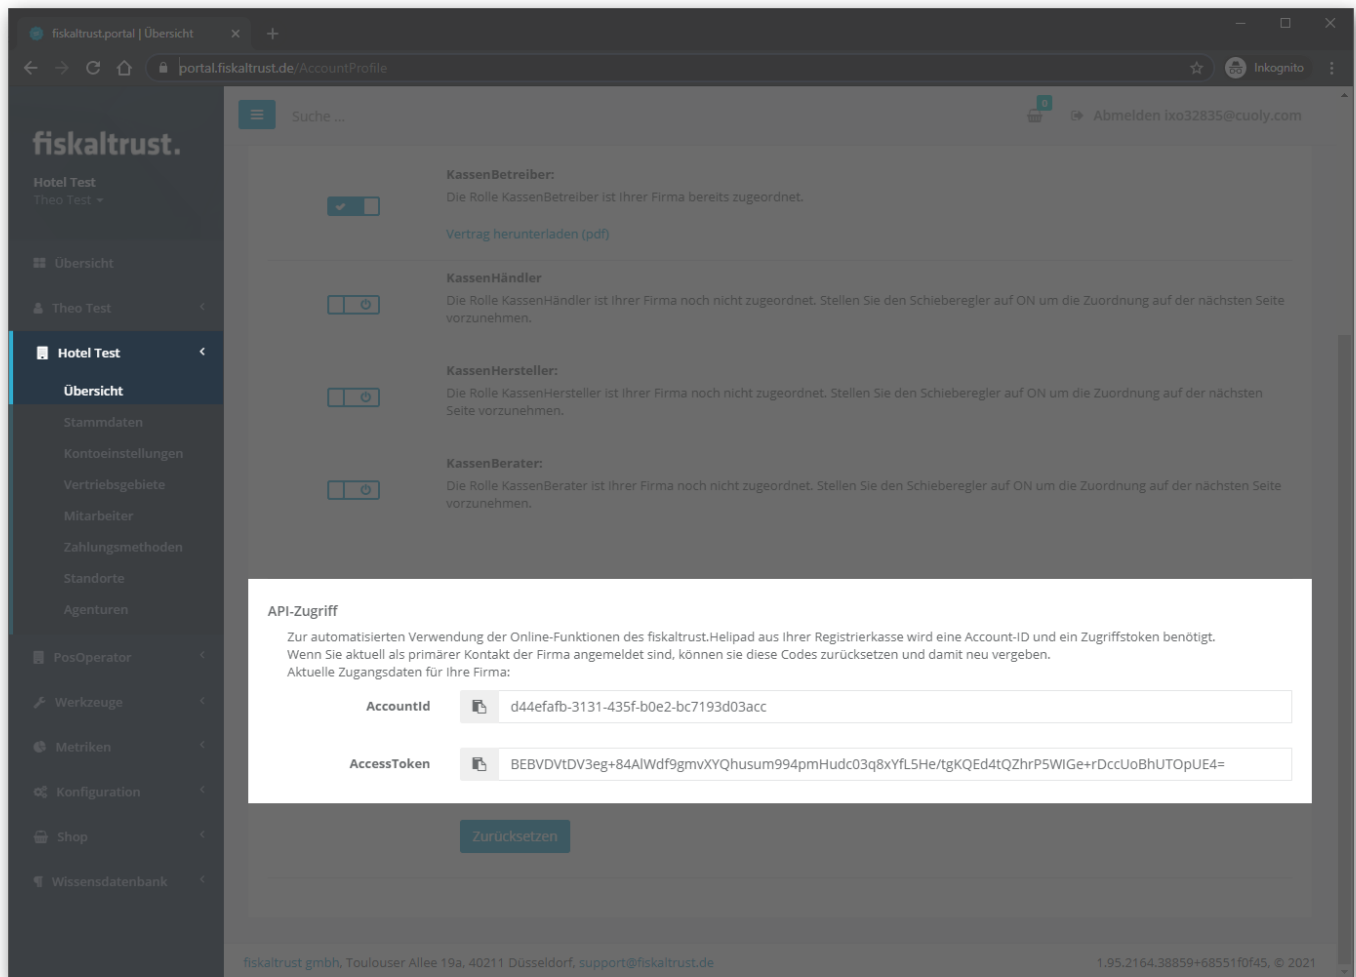 fiskaltrust.portal | Übersicht
portal.fiskaltrust.de/AccountProfile
Inkognito
fiskaltrust.
Hotel Test
Theo Test
Übersicht
Theo Test
Hotel Test
Übersicht
Stammdaten
Kontoeinstellungen
Vertriebsgebiete
Mitarbeiter
Zahlungsmethoden
Standorte
Agenturen
PosOperator
Werkzeuge
Metriken
Konfiguration
Shop
Wissensdatenbank
Suche ...
0
Abmelden lxo32835@cuoly.com
KassenBetreiber:
Die Rolle KassenBetreiber ist Ihrer Firma bereits zugeordnet.
Vertrag herunterladen (pdf)
KassenHändler
Die Rolle KassenHändler ist Ihrer Firma noch nicht zugeordnet. Stellen Sie den Schieberegler auf ON um die Zuordnung auf der nächsten Seite
vorzunehmen.
KassenHersteller:
Die Rolle KassenHersteller ist Ihrer Firma noch nicht zugeordnet. Stellen Sie den Schieberegler auf ON um die Zuordnung auf der nächsten
Seite vorzunehmen.
KassenBerater:
Die Rolle KassenBerater ist Ihrer Firma noch nicht zugeordnet. Stellen Sie den Schieberegler auf ON um die Zuordnung auf der nächsten Seite
vorzunehmen.
API-Zugriff
Zur automatisierten Verwendung der Online-Funktionen des fiskaltrust.Helipad aus Ihrer Registrierkasse wird eine Account-ID und ein Zugriffstoken benötigt.
Wenn Sie aktuell als primärer Kontakt der Firma angemeldet sind, können sie diese Codes zurücksetzen und damit neu vergeben.
Aktuelle Zugangsdaten für Ihre Firma:
AccountId
d44efafb-3131-435f-b0e2-bc7193d03acc
AccessToken
BEBVDVtDV3eg+84AlWdf9gmvXYQhusum994pmHudc03q8xYfL5He/tgKQEd4tQZhrP5WIGe+rDccUoBhUTOpUE4=
Zurücksetzen
fiskaltrust gmbh, Toulouser Allee 19a, 40211 Düsseldorf, support@fiskaltrust.de
1.95.2164.38859+68551f0f45, © 2021